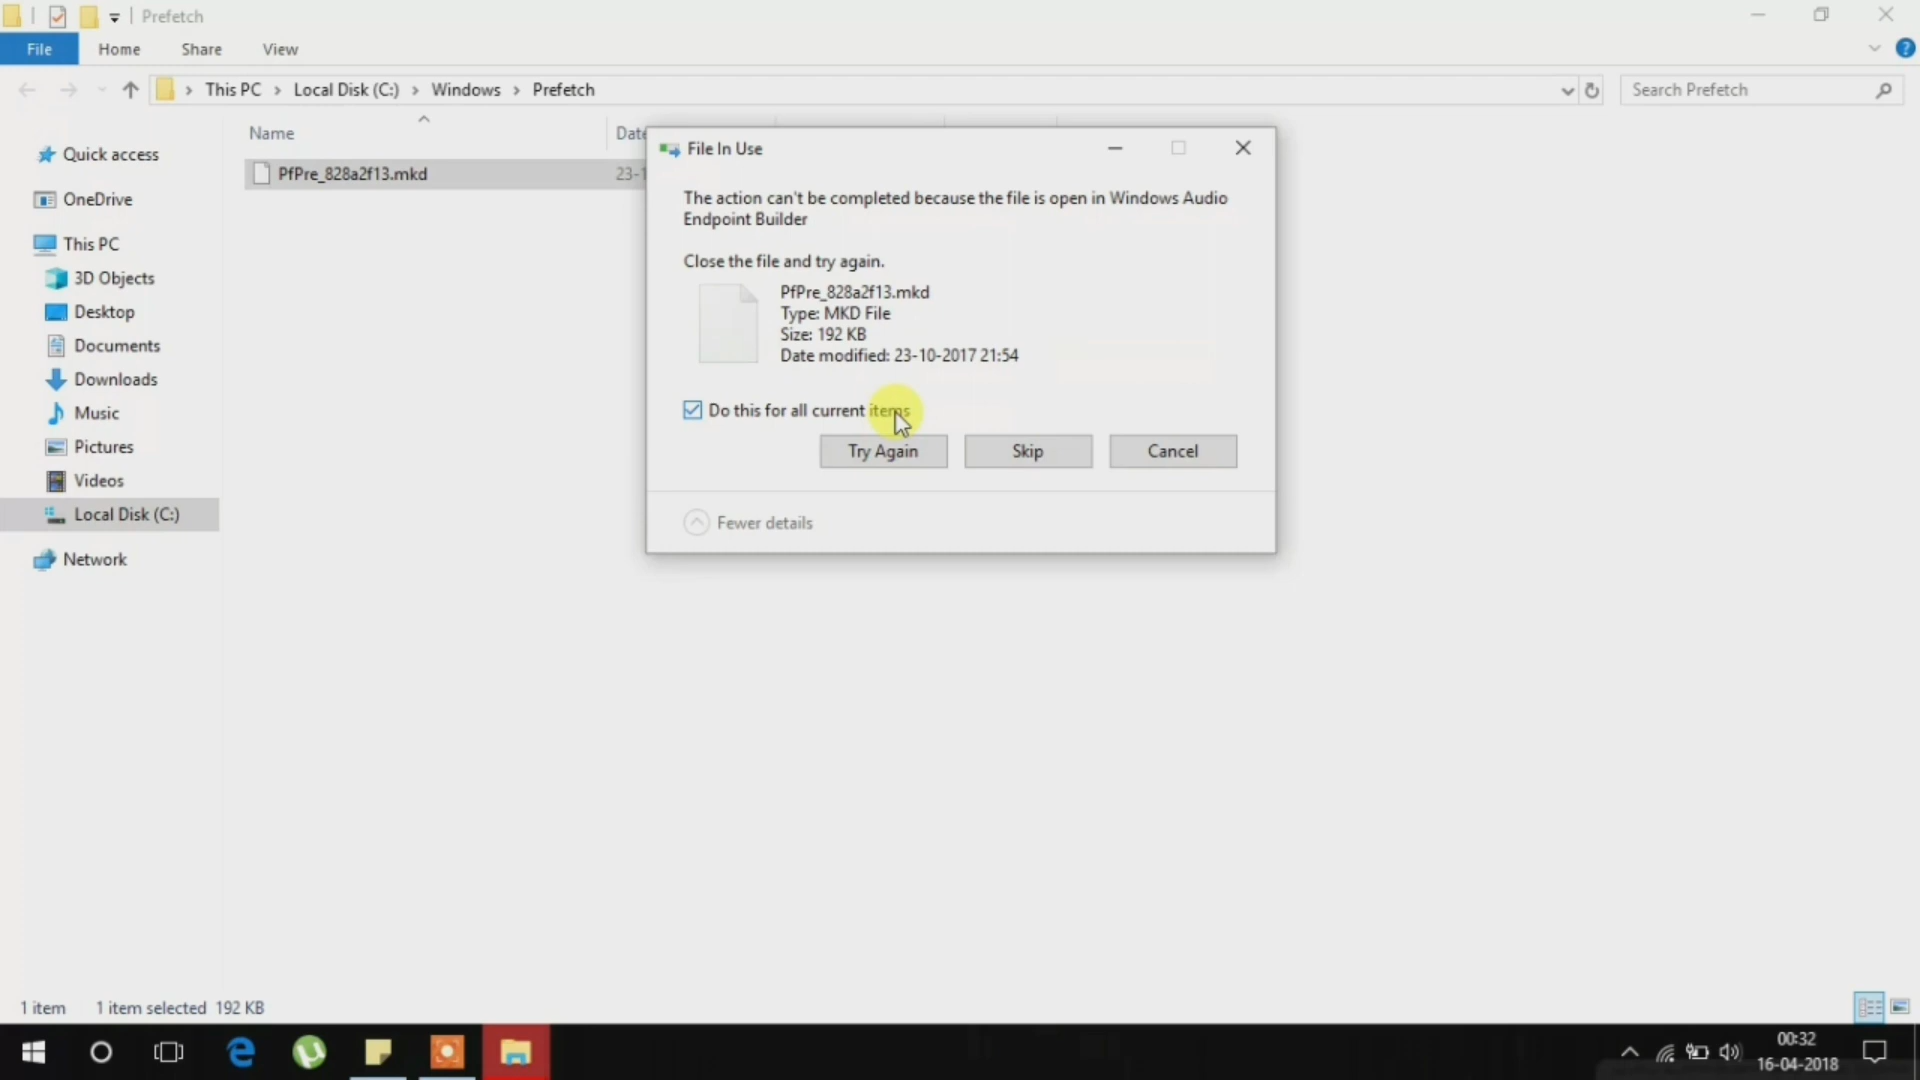 Prefetch
File Home Share View
This PC Local Disk (C:) Windows Prefetch
Search Prefetch
Name
Date
Quick access
OneDrive
This PC
3D Objects
Desktop
Documents
Downloads
Music
Pictures
Videos
Local Disk (C:)
Network
PfPre_828a2f13.mkd 23-1
File In Use
The action can't be completed because the file is open in Windows Audio
Endpoint Builder
Close the file and try again.
PfPre_828a2f13.mkd
Type: MKD File
Size: 192 KB
Date modified: 23-10-2017 21:54
Do this for all current items
Try Again Skip Cancel
Fewer details
1 item 1 item selected 192 KB
00:32
16-04-2018